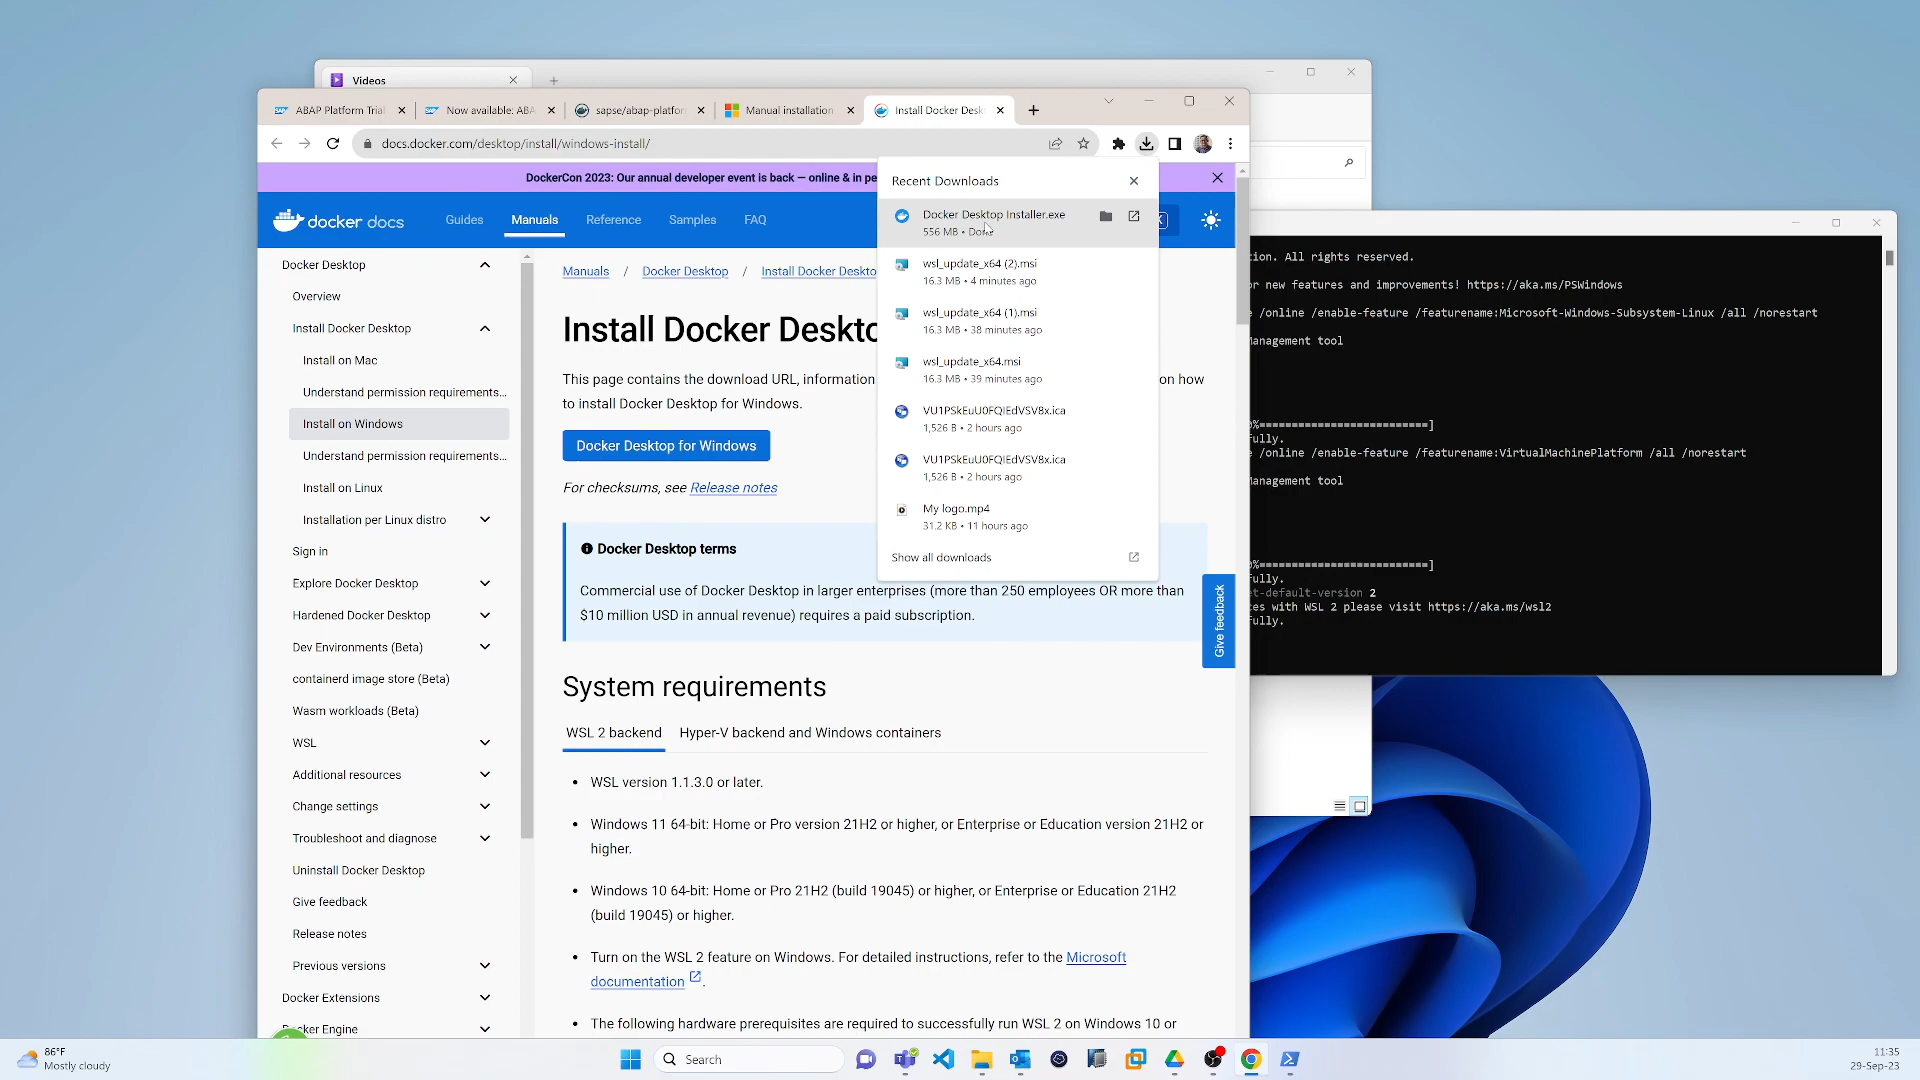 Videos
ABAP Platform Tria
Now available: ABA
sapse/abap-platfor
Manual installation
Install Docker Desk
docs.docker.com/desktop/install/windows-install/
DockerCon 2023: Our annual developer event is back — online & in pe
docker docs
Guides
Manuals
Reference
Samples
FAQ
Recent Downloads
Docker Desktop Installer.exe
556 MB • Done
wsl_update_x64 (2).msi
16.3 MB • 4 minutes ago
wsl_update_x64 (1).msi
16.3 MB • 38 minutes ago
wsl_update_x64.msi
16.3 MB • 39 minutes ago
VU1PSkEuU0FQIEdVSV8x.ica
1,526 B • 2 hours ago
VU1PSkEuU0FQIEdVSV8x.ica
1,526 B • 2 hours ago
My logo.mp4
31.2 KB • 11 hours ago
Show all downloads
Docker Desktop
Overview
Install Docker Desktop
Install on Mac
Understand permission requirements...
Install on Windows
Understand permission requirements...
Install on Linux
Installation per Linux distro
Sign in
Explore Docker Desktop
Hardened Docker Desktop
Dev Environments (Beta)
containerd image store (Beta)
Wasm workloads (Beta)
WSL
Additional resources
Change settings
Troubleshoot and diagnose
Uninstall Docker Desktop
Give feedback
Release notes
Previous versions
Docker Extensions
Docker Engine
Manuals / Docker Desktop / Install Docker Deskto
Install Docker Deskto
This page contains the download URL, information on how
to install Docker Desktop for Windows.
Docker Desktop for Windows
For checksums, see Release notes
Docker Desktop terms
Commercial use of Docker Desktop in larger enterprises (more than 250 employees OR more than
$10 million USD in annual revenue) requires a paid subscription.
Give feedback
System requirements
WSL 2 backend
Hyper-V backend and Windows containers
• WSL version 1.1.3.0 or later.
• Windows 11 64-bit: Home or Pro version 21H2 or higher, or Enterprise or Education version 21H2 or
higher.
• Windows 10 64-bit: Home or Pro 21H2 (build 19045) or higher, or Enterprise or Education 21H2
(build 19045) or higher.
• Turn on the WSL 2 feature on Windows. For detailed instructions, refer to the Microsoft
documentation .
• The following hardware prerequisites are required to successfully run WSL 2 on Windows 10 or
ion. All rights reserved.
or new features and improvements! https://aka.ms/PSWindows
/online /enable-feature /featurename:Microsoft-Windows-Subsystem-Linux /all /norestart
Management tool
%==========================]
fully.
/online /enable-feature /featurename:VirtualMachinePlatform /all /norestart
Management tool
%==========================]
fully.
et-default-version 2
ces with WSL 2 please visit https://aka.ms/wsl2
fully.
86°F
Mostly cloudy
Search
11:35
29-Sep-23